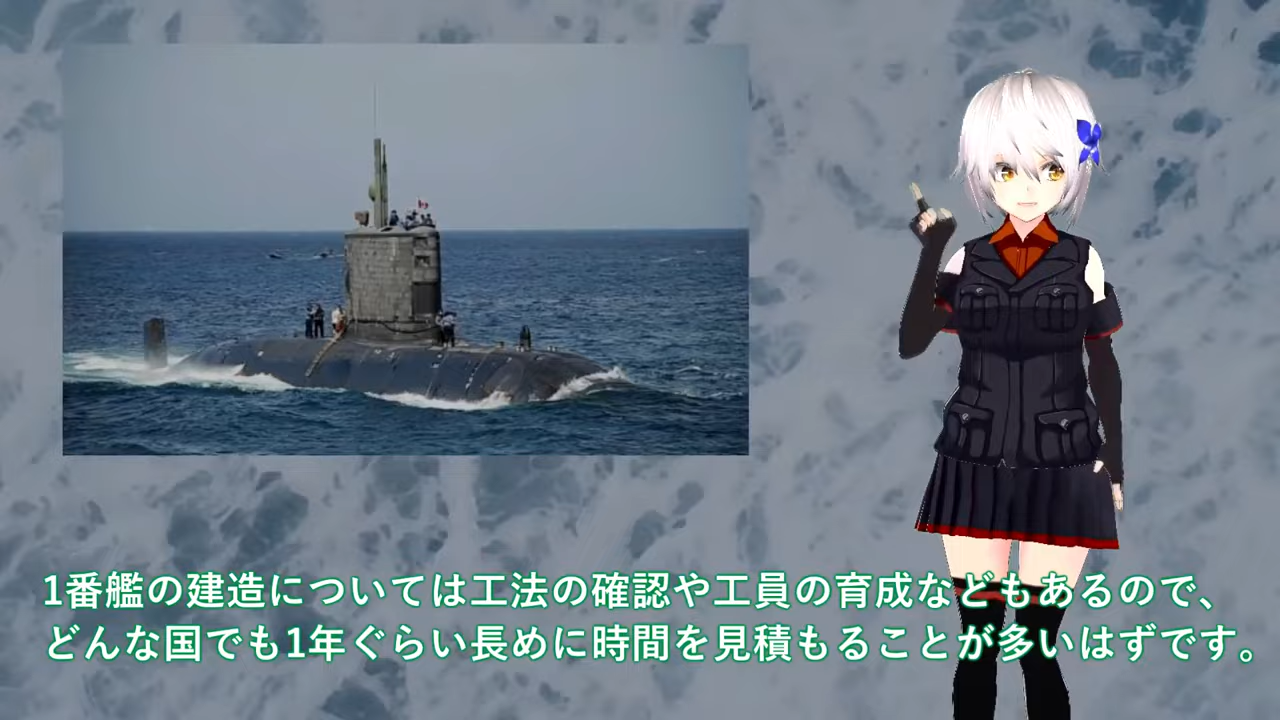 1番艦の建造については工法の確認や工員の育成などもあるので、
どんな国でも1年ぐらい長めに時間を見積もることが多いはずです。